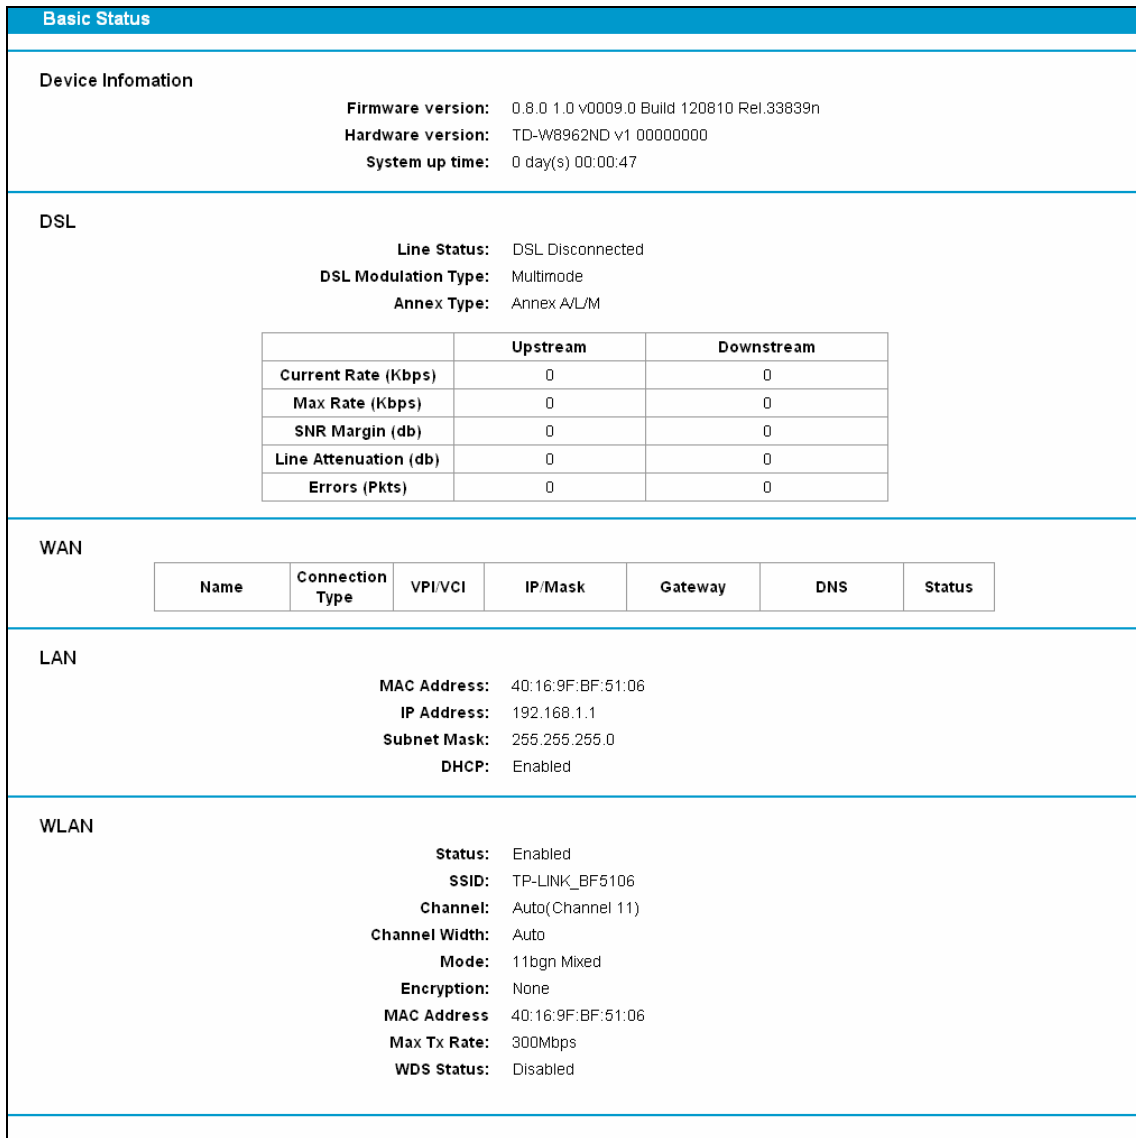 Basic Status
Device Infomation
Firmware version: 0.8.0 1.0 v0009.0 Build 120810 Rel.33839n
Hardware version: TD-W8962ND v1 00000000
System up time: 0 day(s) 00:00:47
DSL
Line Status: DSL Disconnected
DSL Modulation Type: Multimode
Annex Type: Annex A/L/M
Upstream Downstream
Current Rate (Kbps) 0 0
Max Rate (Kbps) 0 0
SNR Margin (db) 0 0
Line Attenuation (db) 0 0
Errors (Pkts) 0 0
WAN
Name Connection Type VPI/VCI IP/Mask Gateway DNS Status
LAN
MAC Address: 40:16:9F:BF:51:06
IP Address: 192.168.1.1
Subnet Mask: 255.255.255.0
DHCP: Enabled
WLAN
Status: Enabled
SSID: TP-LINK_BF5106
Channel: Auto(Channel 11)
Channel Width: Auto
Mode: 11bgn Mixed
Encryption: None
MAC Address 40:16:9F:BF:51:06
Max Tx Rate: 300Mbps
WDS Status: Disabled